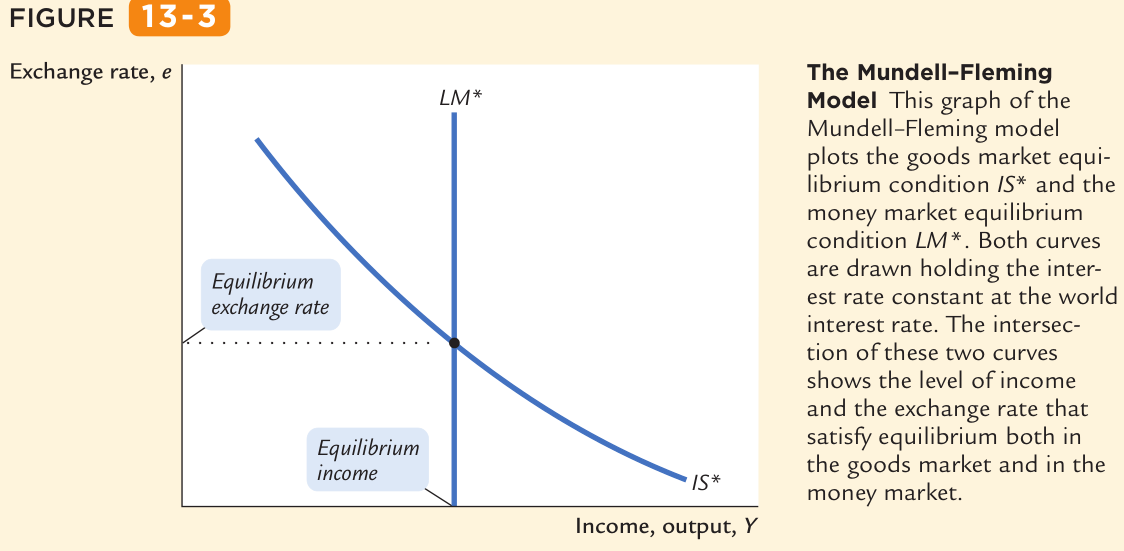 FIGURE 13-3
Exchange rate, e
LM*
Equilibrium
exchange rate
Equilibrium
income
IS*
Income, output, Y
The Mundell–Fleming
Model This graph of the
Mundell–Fleming model
plots the goods market equi-
librium condition IS* and the
money market equilibrium
condition LM*. Both curves
are drawn holding the inter-
est rate constant at the world
interest rate. The intersec-
tion of these two curves
shows the level of income
and the exchange rate that
satisfy equilibrium both in
the goods market and in the
money market.